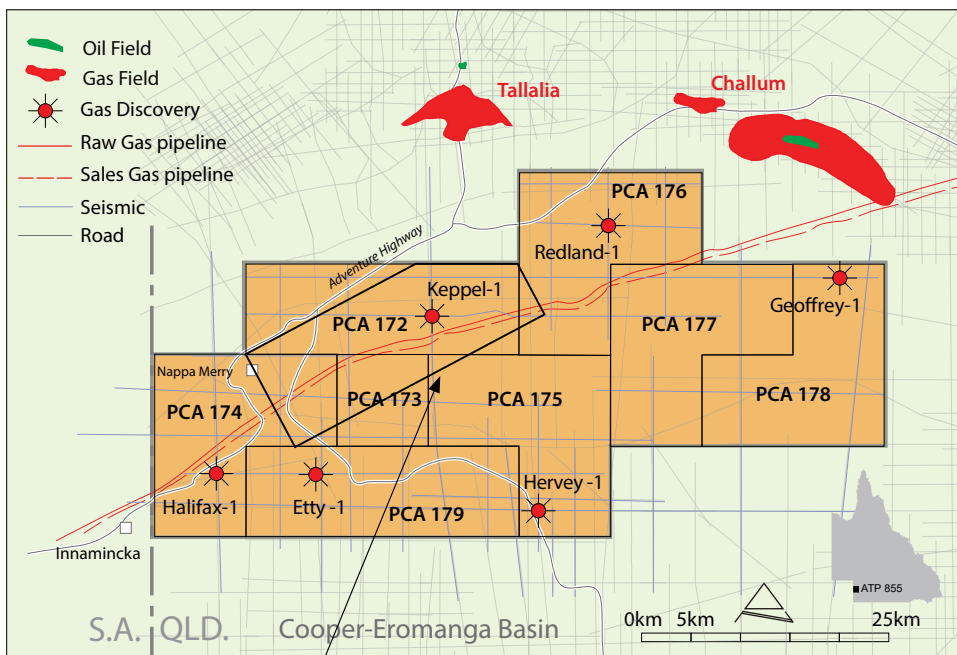 Oil Field
Gas Field
Gas Discovery
Raw Gas pipeline
Sales Gas pipeline
Seismic
Road
Tallalia
Challum
PCA 176
Redland-1
Adventure Highway
Keppel-1
Geoffrey-1
PCA 172
PCA 177
Nappa Merry
PCA 174
PCA 173
PCA 175
PCA 178
Halifax-1
Etty-1
Hervey -1
PCA 179
Innamincka
ATP 855
S.A.
QLD.
Cooper-Eromanga Basin
0km
5km
25km